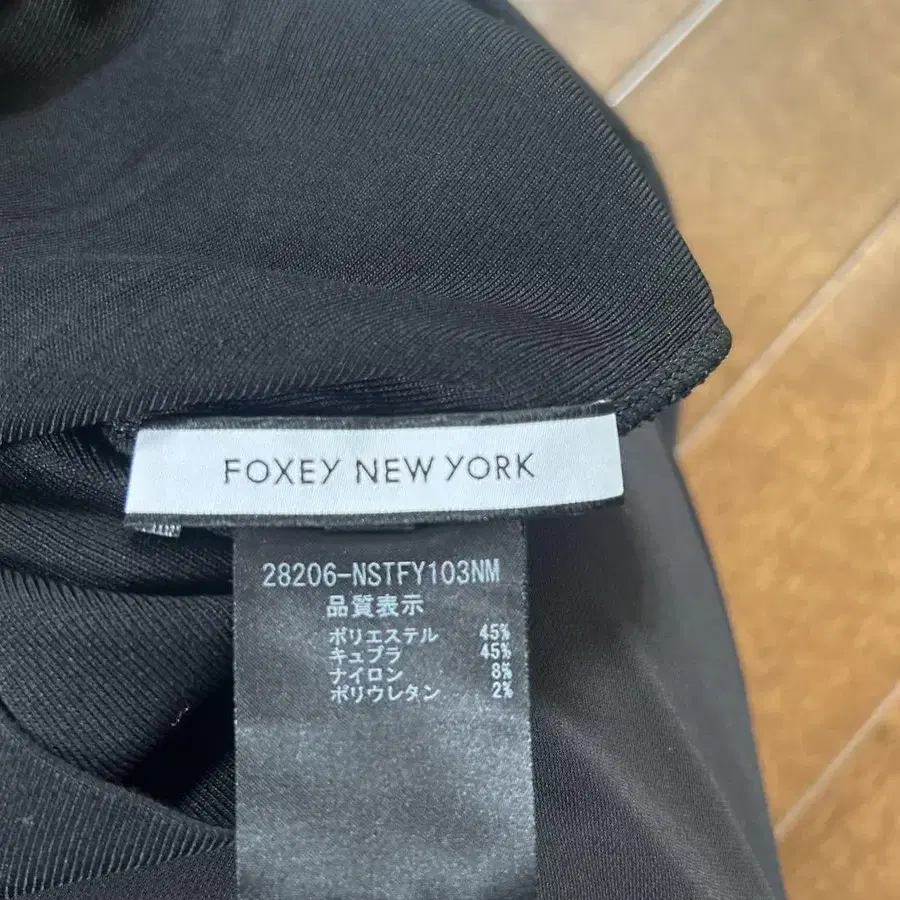 FOXEY NEW YORK
28206-NSTFY103NM
品質表示
ポリエステル 45%
キュプラ 45%
ナイロン 8%
ポリウレタン 2%